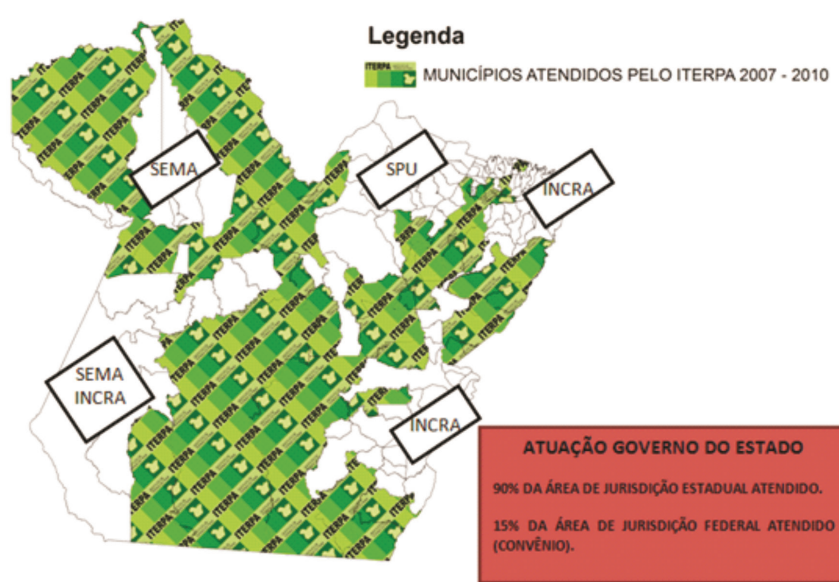 Legenda
ITERPA
MUNICÍPIOS ATENDIDOS PELO ITERPA 2007 - 2010
SEMA
SPU
INCRA
SEMA
INCRA
INCRA
ATUAÇÃO GOVERNO DO ESTADO
90% DA ÁREA DE JURISDIÇÃO ESTADUAL ATENDIDO.
15% DA ÁREA DE JURISDIÇÃO FEDERAL ATENDIDO
(CONVÊNIO).